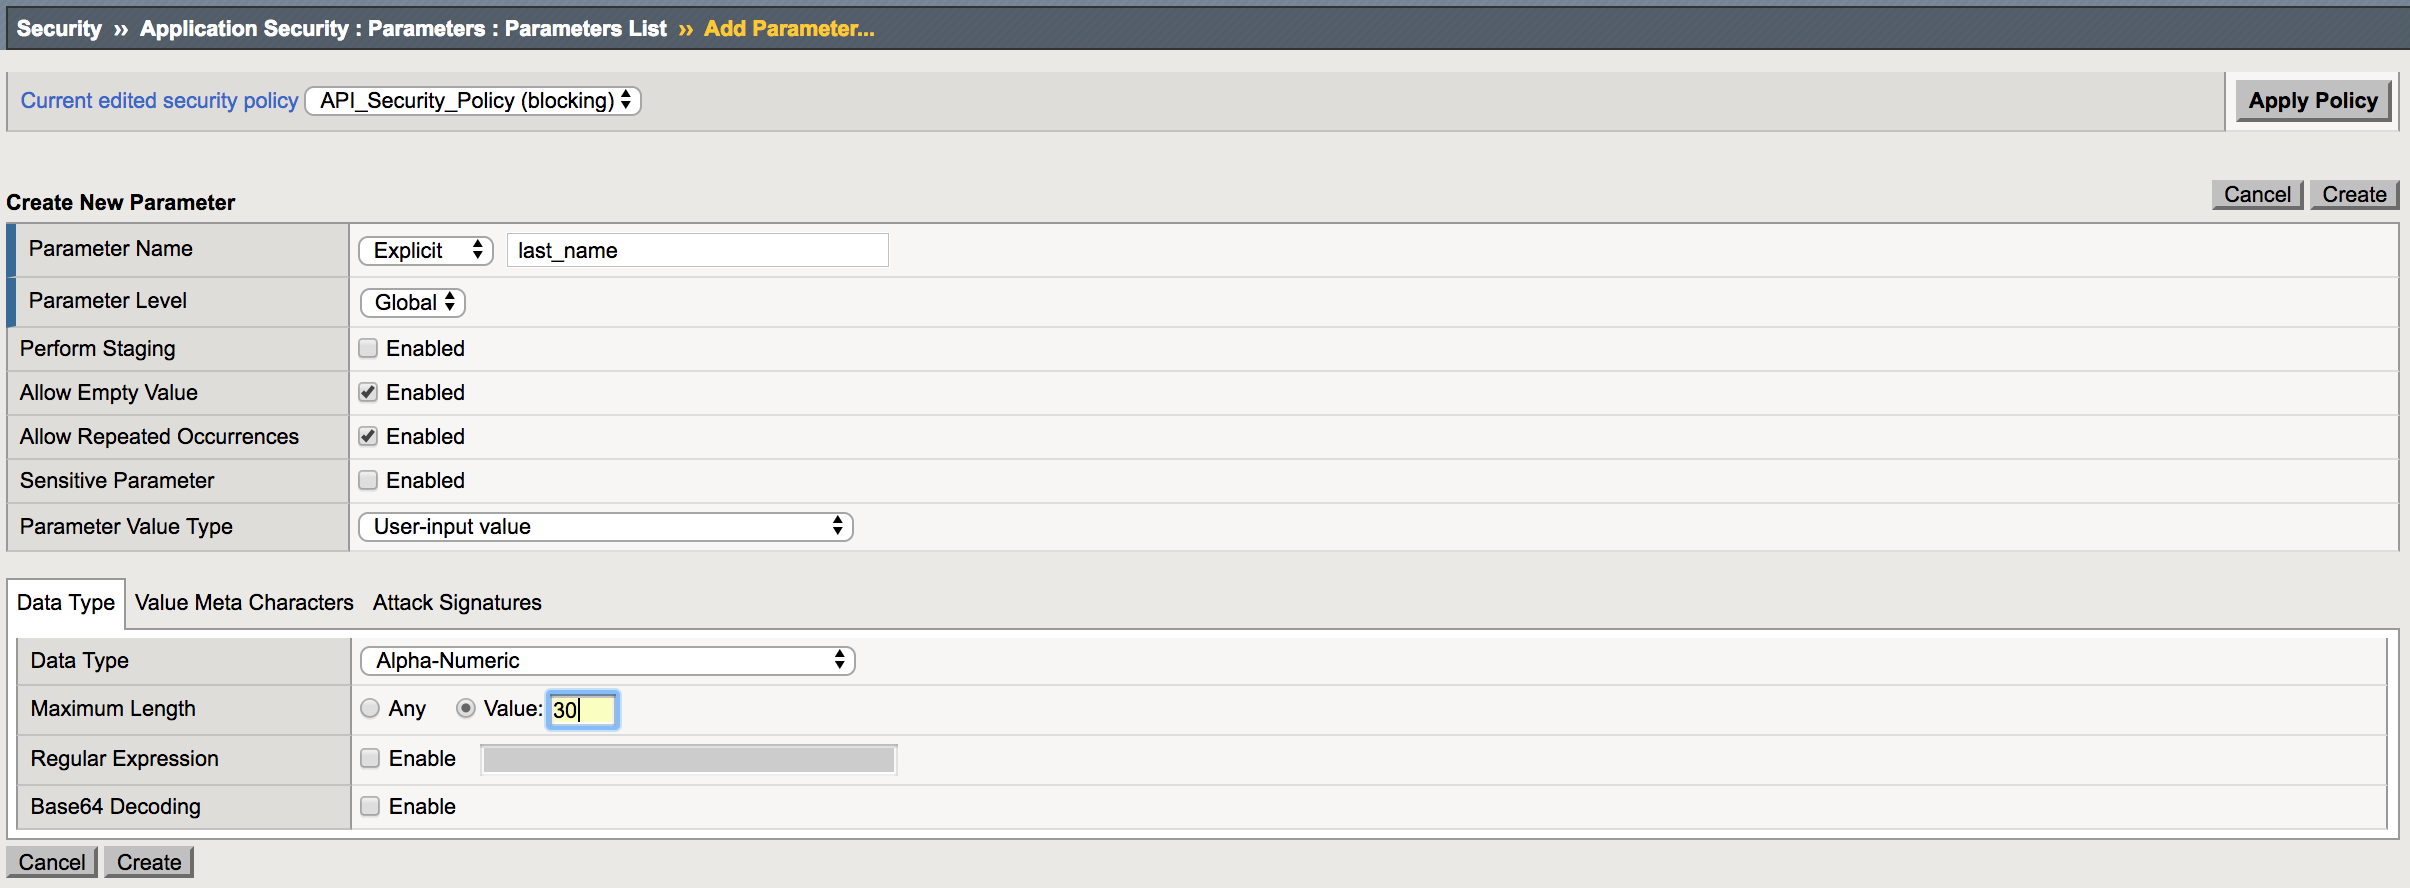 Security » Application Security : Parameters : Parameters List » Add Parameter...
Current edited security policy API_Security_Policy (blocking) Apply Policy
Create New Parameter Cancel Create
Parameter Name Explicit last_name
Parameter Level Global
Perform Staging Enabled
Allow Empty Value Enabled
Allow Repeated Occurrences Enabled
Sensitive Parameter Enabled
Parameter Value Type User-input value
Data Type Value Meta Characters Attack Signatures
Data Type Alpha-Numeric
Maximum Length Any Value: 30
Regular Expression Enable
Base64 Decoding Enable
Cancel Create